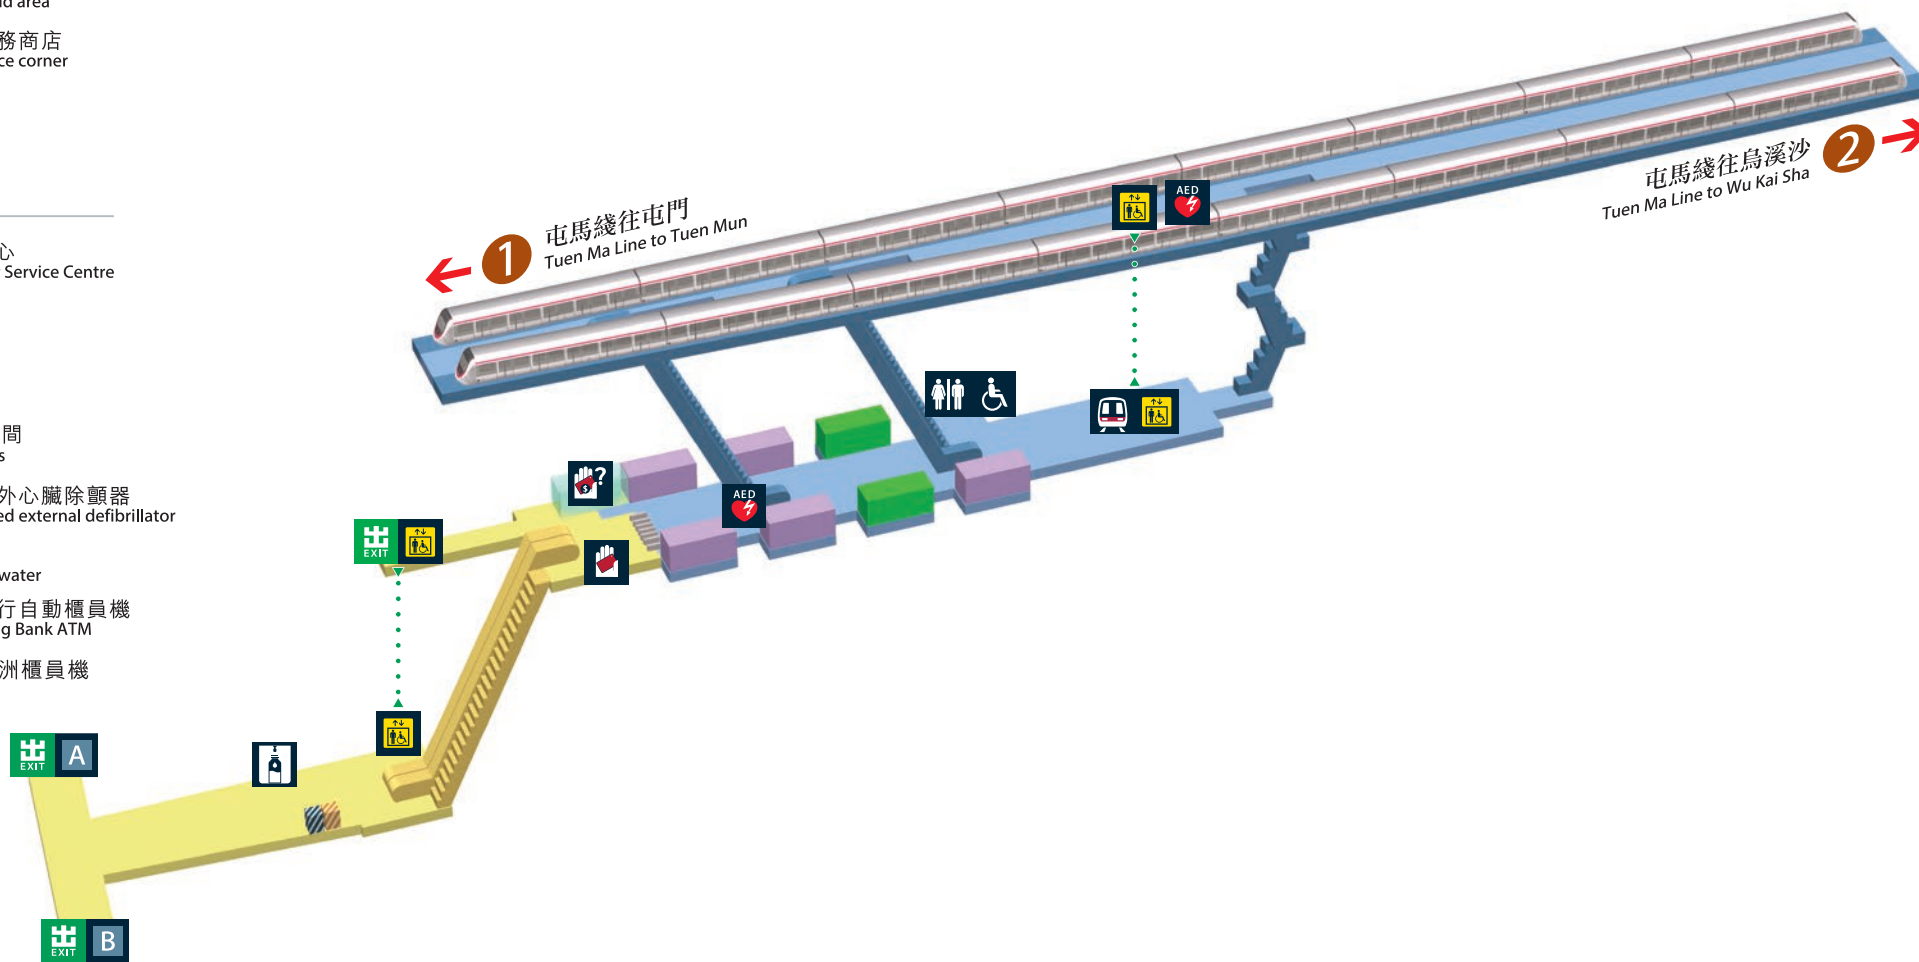 d area
務商店
ce corner
心
Service Centre
間
s
外心臟除顫器
ed external defibrillator
water
行自動櫃員機
g Bank ATM
洲櫃員機
1
屯馬綫往屯門
Tuen Ma Line to Tuen Mun
AED
屯馬綫往烏溪沙
Tuen Ma Line to Wu Kai Sha
2
?
$
AED
EXIT
EXIT A
EXIT B